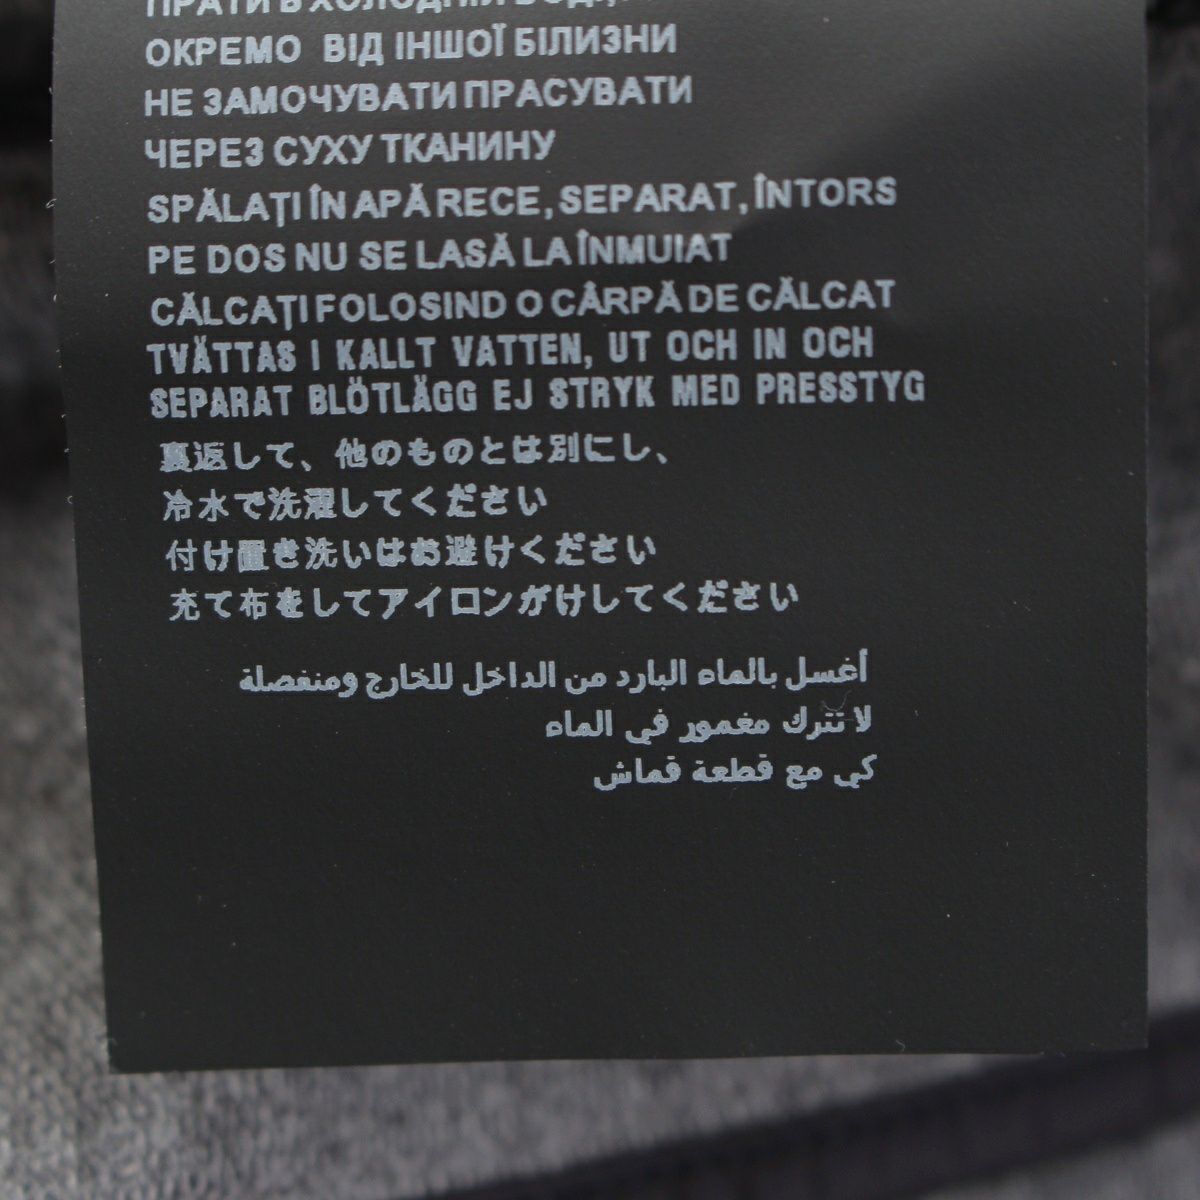 ПРАТИ В ХОЛОДНІЙ ВОДІ,
ОКРЕМО ВІД ІНШОЇ БІЛИЗНИ
НЕ ЗАМОЧУВАТИ ПРАСУВАТИ
ЧЕРЕЗ СУХУ ТКАНИНУ
SPĂLAȚI ÎN APĂ RECE, SEPARAT, ÎNTORS
PE DOS NU SE LASĂ LA ÎNMUIAT
CĂLCAȚI FOLOSIND O CÂRPĂ DE CĂLCAT
TVÄTTAS I KALLT VATTEN, UT OCH IN OCH
SEPARAT BLÖTLÄGG EJ STRYK MED PRESSTYG
裏返して、他のものとは別にし、
冷水で洗濯してください
付け置き洗いはお避けください
充て布をしてアイロンがけしてください
أغسل بالماه البارد من الداخل للخارج ومنفصلة
لا تترك مغمور في الماه
كي مع قطعة قماش